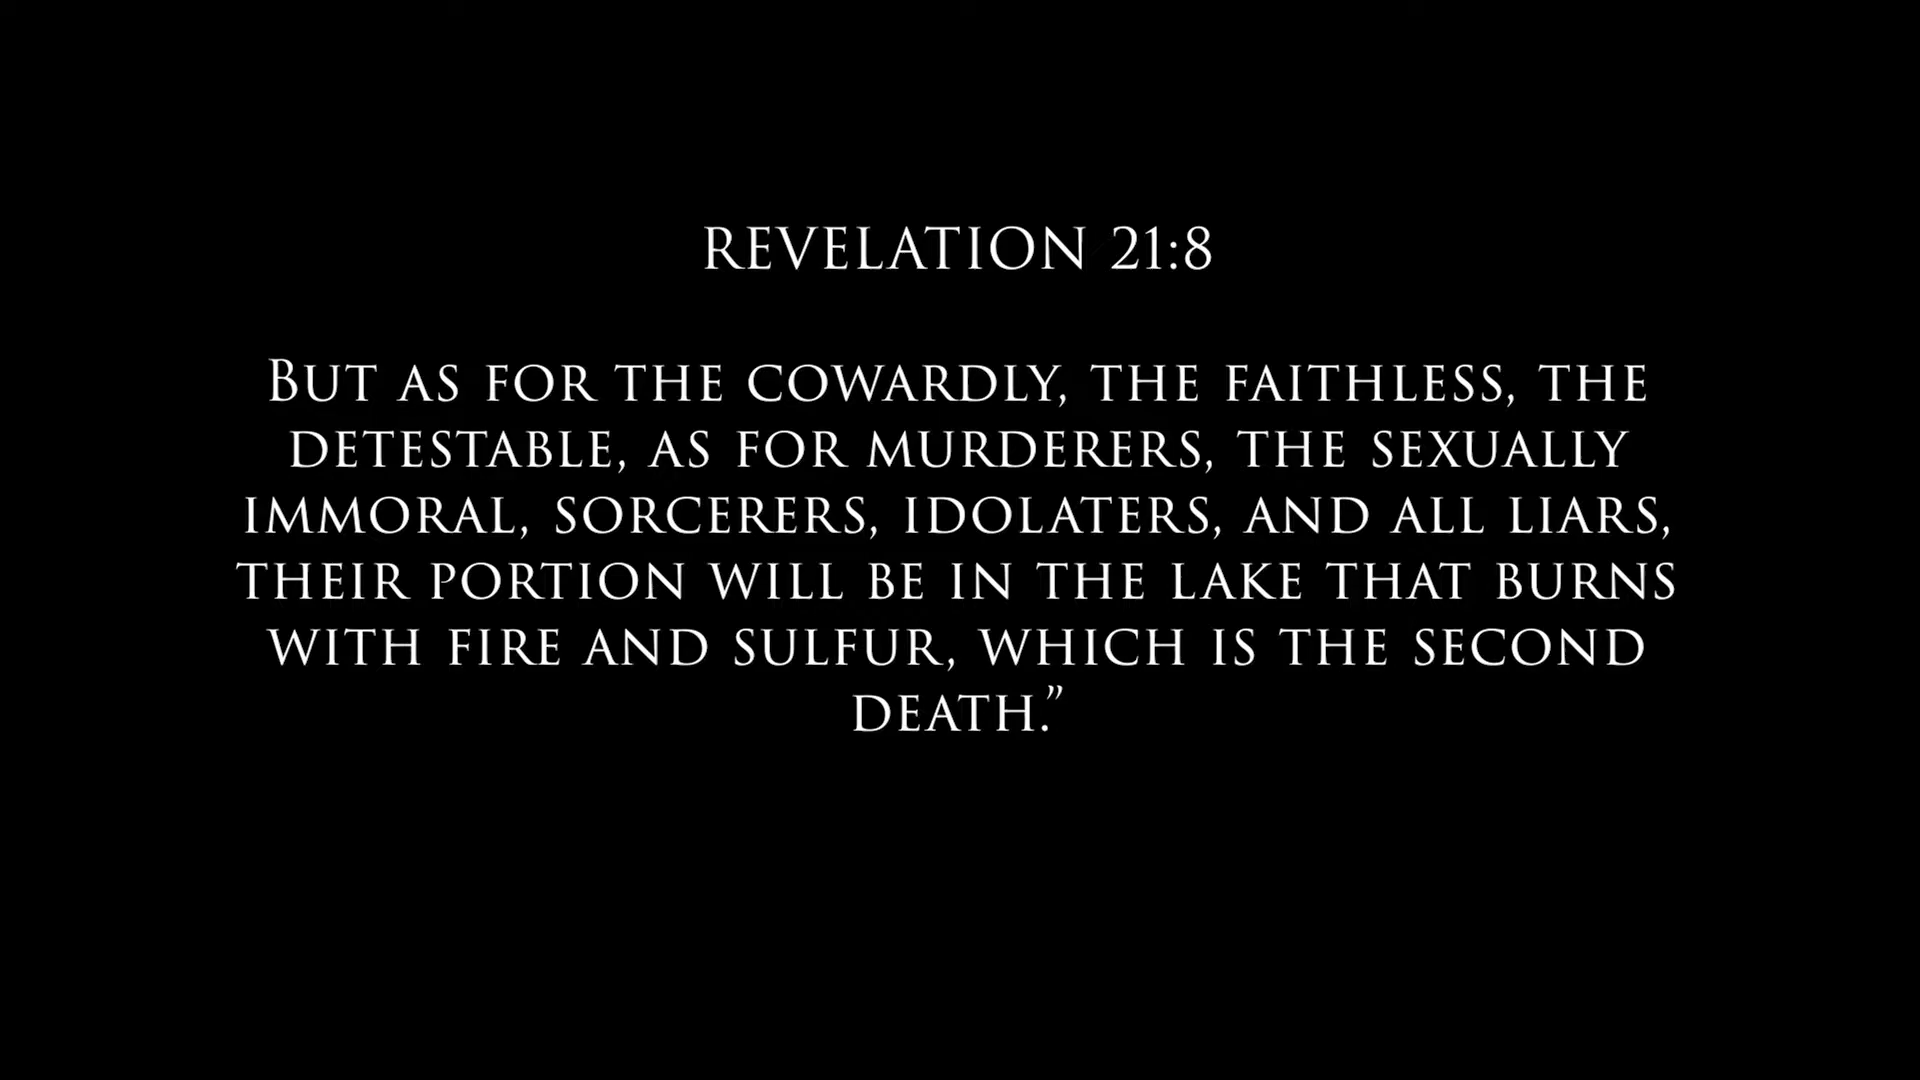 REVELATION 21:8
BUT AS FOR THE COWARDLY, THE FAITHLESS, THE
DETESTABLE, AS FOR MURDERERS, THE SEXUALLY
IMMORAL, SORCERERS, IDOLATERS, AND ALL LIARS,
THEIR PORTION WILL BE IN THE LAKE THAT BURNS
WITH FIRE AND SULFUR, WHICH IS THE SECOND
DEATH.”